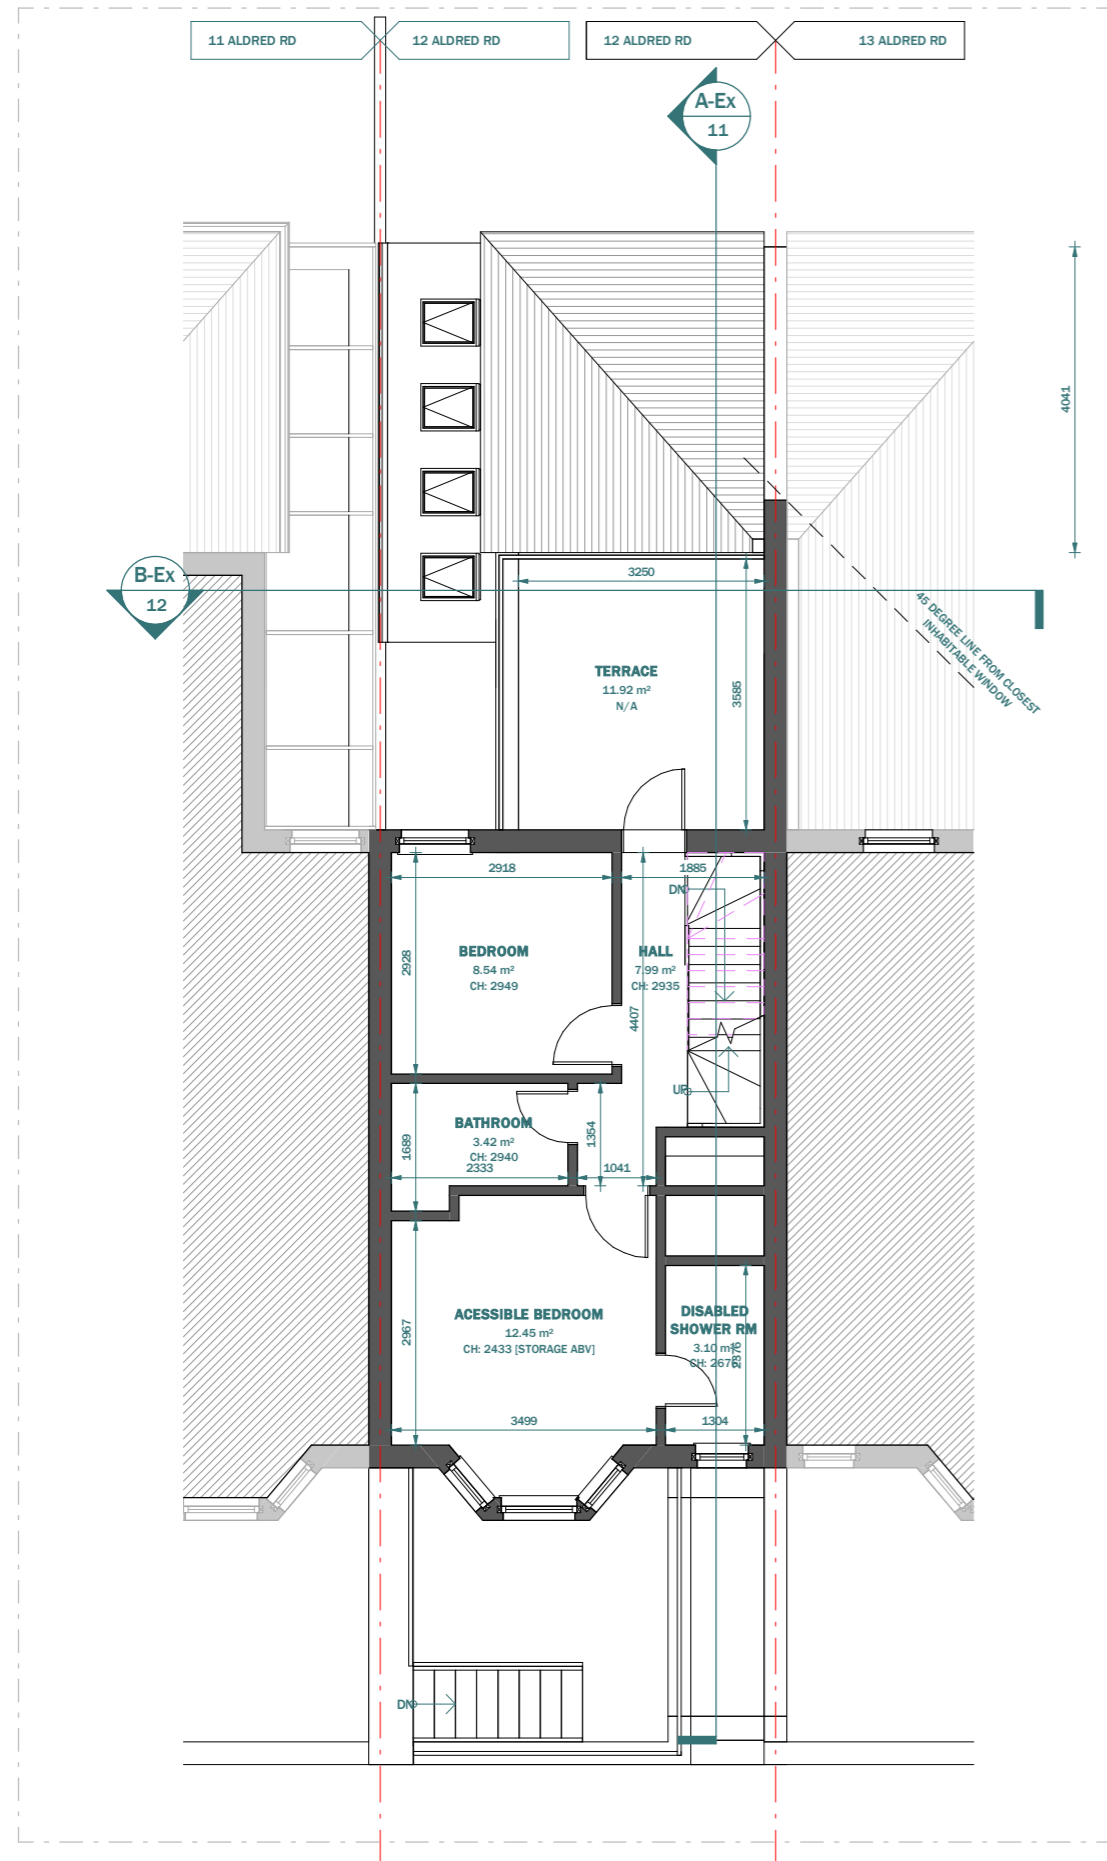 11 ALDRED RD
12 ALDRED RD
12 ALDRED RD
13 ALDRED RD
A-Ex
11
4041
B-Ex
12
3250
45 DEGREE LINE FROM CLOSEST
INHABITABLE WINDOW
TERRACE
11.92 m²
N/A
3585
2918
1885
DN
BEDROOM
8.54 m²
CH: 2949
2928
HALL
7.99 m²
CH: 2935
4407
UP
BATHROOM
3.42 m²
CH: 2940
1689
2333
1354
1041
ACESSIBLE BEDROOM
12.45 m²
CH: 2433 [STORAGE ABV]
2967
3499
DISABLED
SHOWER RM
3.10 m²
CH:
1304
DN